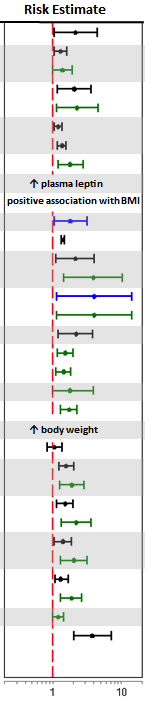 Risk Estimate
↑ plasma leptin
positive association with BMI
↑ body weight
1 10